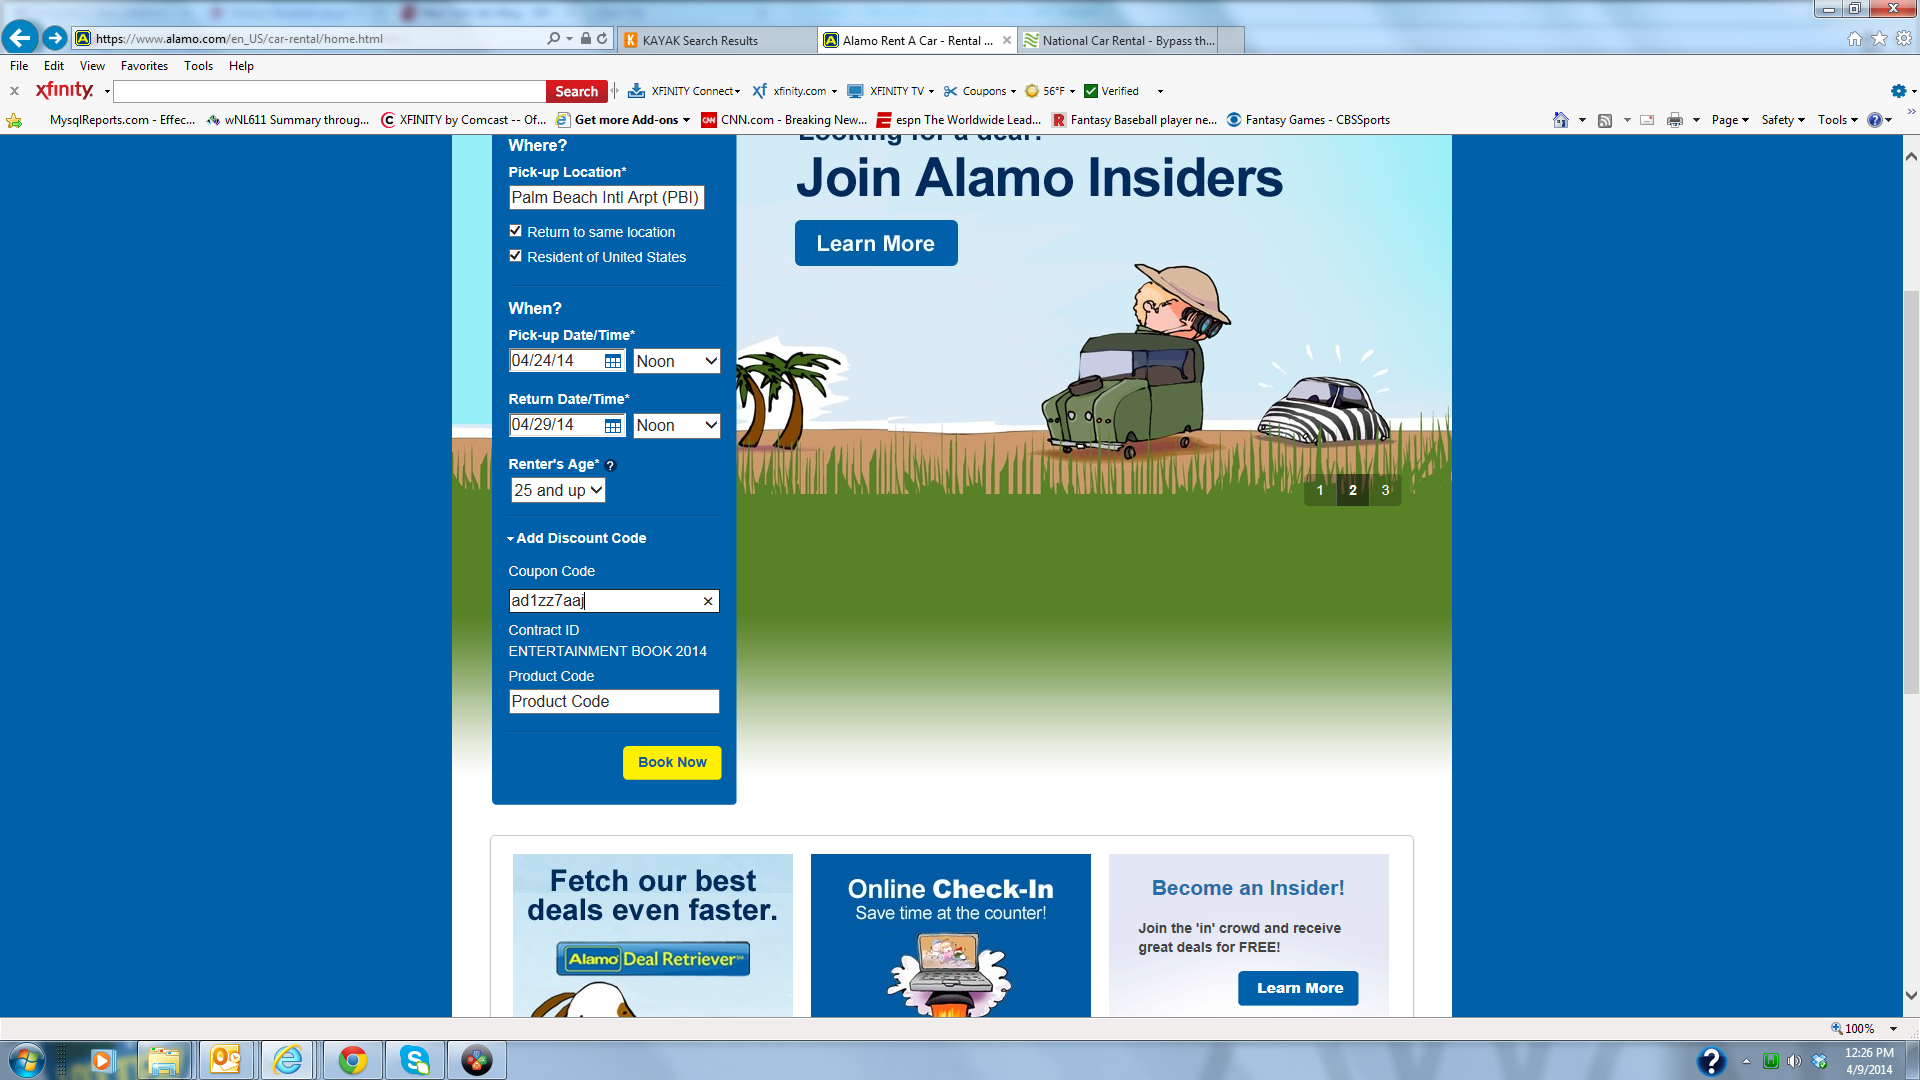 https://www.alamo.com/en_US/car-rental/home.html
KAYAK Search Results
Alamo Rent A Car - Rental ...
National Car Rental - Bypass th...
File Edit View Favorites Tools Help
x xfinity. Search XFINITY Connect xfinity.com XFINITY TV Coupons 56°F Verified
MysqlReports.com - Effec... wNL611 Summary throug... XFINITY by Comcast -- Of... Get more Add-ons CNN.com - Breaking New... espn The Worldwide Lead... Fantasy Baseball player ne... Fantasy Games - CBSSports Page Safety Tools
Where?
Pick-up Location*
Palm Beach Intl Arpt (PBI)
Return to same location
Resident of United States
When?
Pick-up Date/Time*
04/24/14 Noon
Return Date/Time*
04/29/14 Noon
Renter's Age* ?
25 and up
Add Discount Code
Coupon Code
ad1zz7aaj
Contract ID
ENTERTAINMENT BOOK 2014
Product Code
Product Code
Book Now
Looking for a deal?
Join Alamo Insiders
Learn More
1 2 3
Fetch our best
deals even faster.
Alamo Deal Retriever℠
Online Check-In
Save time at the counter!
Become an Insider!
Join the 'in' crowd and receive
great deals for FREE!
Learn More
100%
12:26 PM
4/9/2014